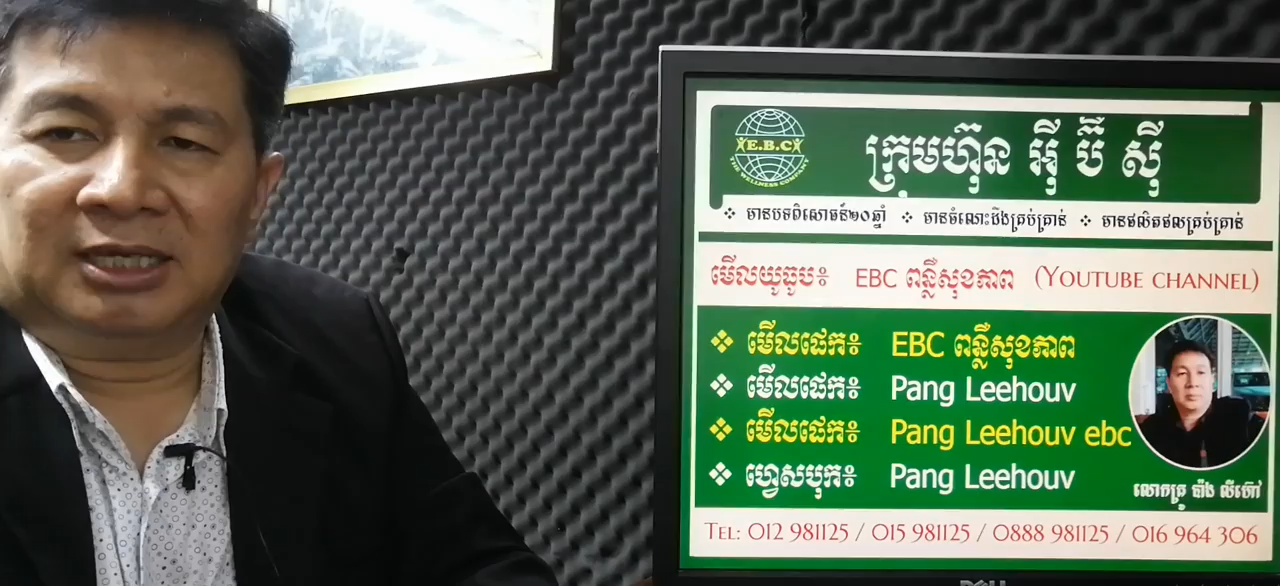 E.B.C
THE WELLNESS COMPANY
ក្រុមហ៊ុន អ៊ី ប៊ី ស៊ី
❖ មានបទពិសោធន៍២០ឆ្នាំ ❖ មានចំណេះដឹងគ្រប់គ្រាន់ ❖ មានផលិតផលគ្រប់គ្រាន់
មើលយូធូប៖ EBC ពន្លឺសុខភាព (YOUTUBE CHANNEL)
❖ មើលផេក៖ EBC ពន្លឺសុខភាព
❖ មើលផេក៖ Pang Leehouv
❖ មើលផេក៖ Pang Leehouv ebc
❖ ហ្វេសបុក៖ Pang Leehouv
លោកគ្រូ ប៉ាង លីហ៊ៅ
TEL: 012 981125 / 015 981125 / 0888 981125 / 016 964 306